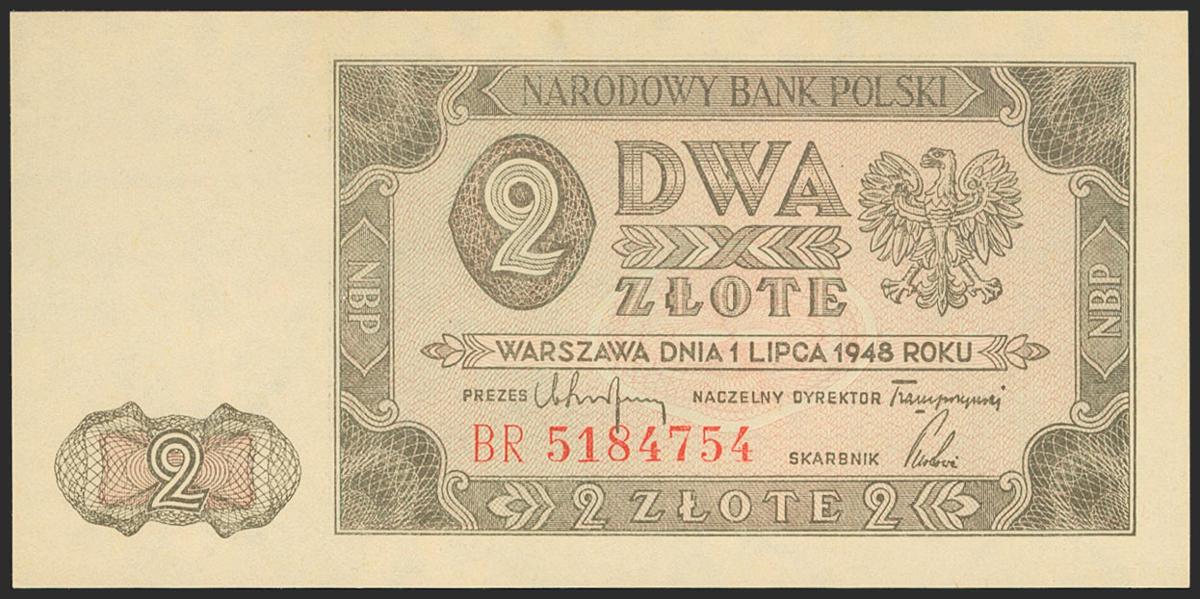 NARODOWY BANK POLSKI
2
DWA
ZŁOTE
NBP
NBP
WARSZAWA DNIA 1 LIPCA 1948 ROKU
PREZES
NACZELNY DYREKTOR
BR 5184754
SKARBNIK
2
2 ZŁOTE 2